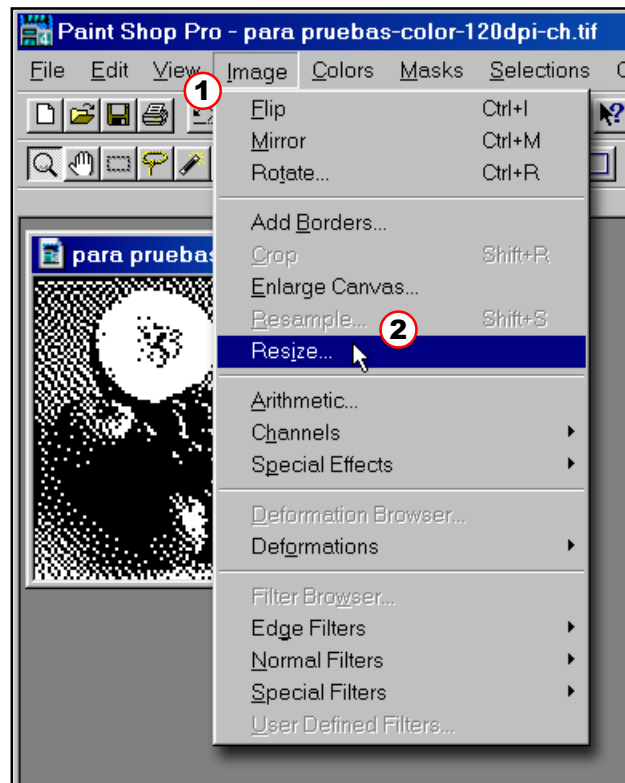 Paint Shop Pro - para pruebas-color-120dpi-ch.tif
File Edit View Image Colors Masks Selections
1
Flip Ctrl+I
Mirror Ctrl+M
Rotate... Ctrl+R
Add Borders...
para pruebas
Crop Shift+R
Enlarge Canvas...
Resample... Shift+S
2
Resize...
Arithmetic...
Channels
Special Effects
Deformation Browser...
Deformations
Filter Browser...
Edge Filters
Normal Filters
Special Filters
User Defined Filters...